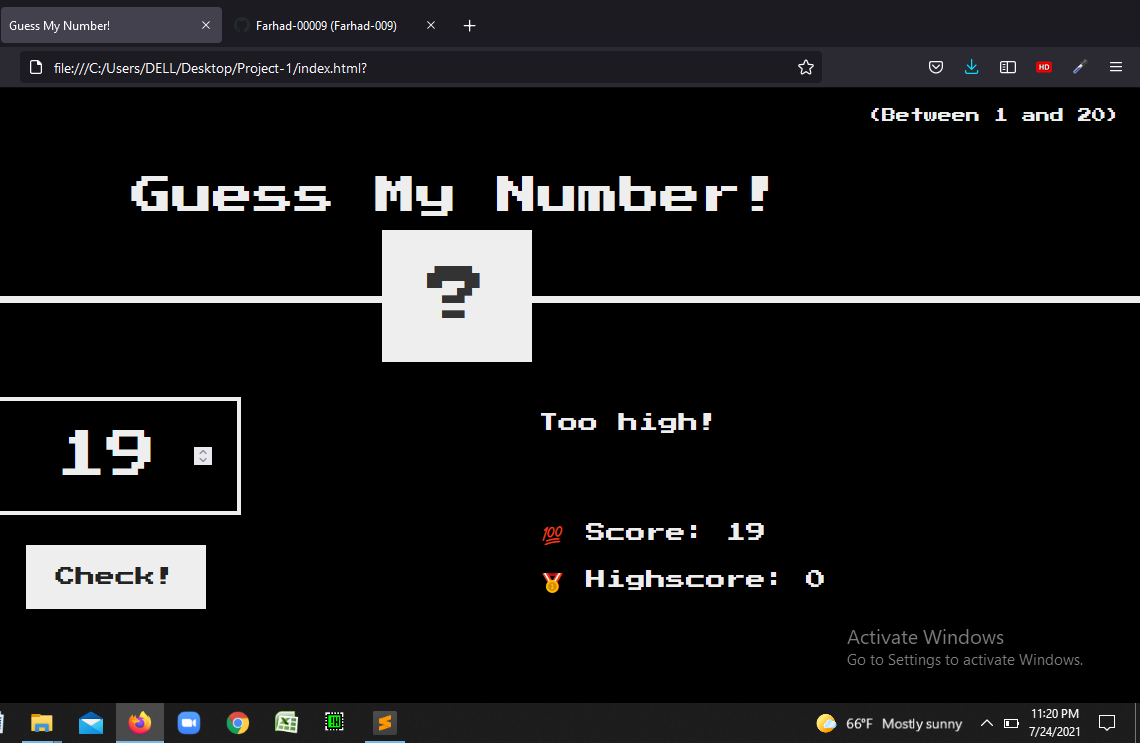 Guess My Number!
Farhad-00009 (Farhad-009)
file:///C:/Users/DELL/Desktop/Project-1/index.html?
HD
(Between 1 and 20)
Guess My Number!
?
19
Too high!
Check!
💯 Score: 19
🥇 Highscore: 0
Activate Windows
Go to Settings to activate Windows.
66°F Mostly sunny
11:20 PM
7/24/2021